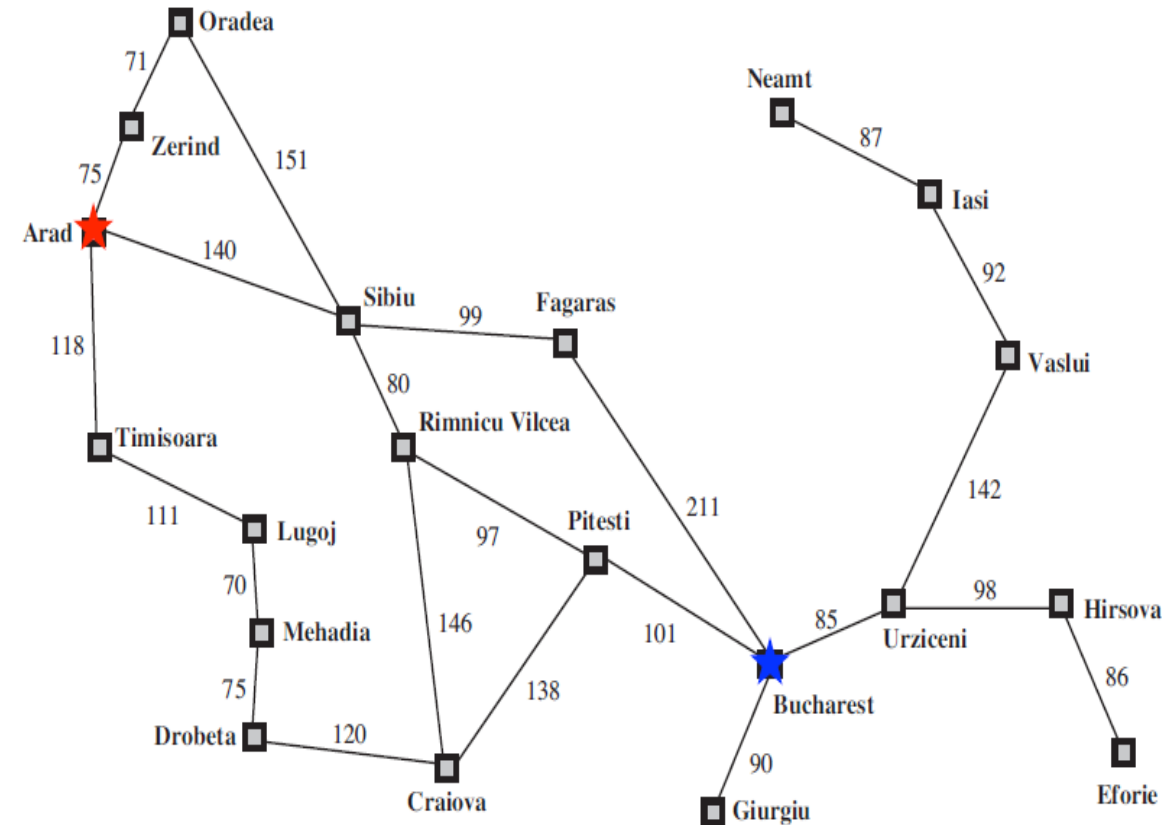 Oradea
71
Neamt
87
Zerind
151
75
Iasi
Arad
140
92
Sibiu
99
Fagaras
118
Vaslui
80
Rimnicu Vilcea
Timisoara
142
211
111
Lugoj
97
Pitesti
70
98
Hirsova
146
85
Mehadia
101
Urziceni
138
86
75
Bucharest
Drobeta
120
90
Craiova
Giurgiu
Eforie